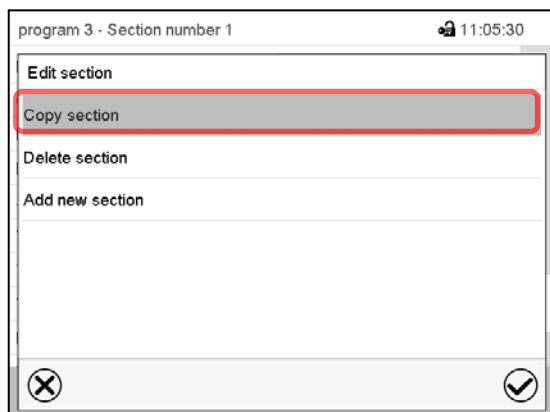 program 3 - Section number 1 11:05:30
Edit section
Copy section
Delete section
Add new section